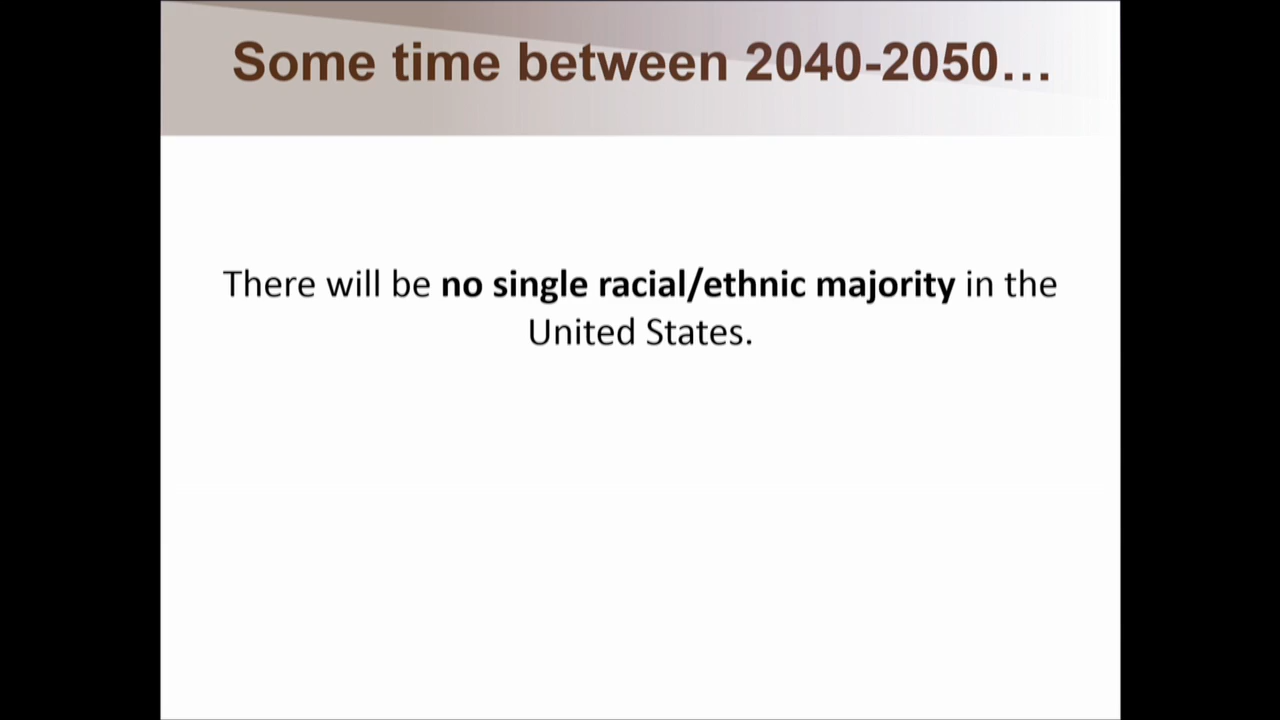 Some time between 2040-2050…
There will be no single racial/ethnic majority in the
United States.